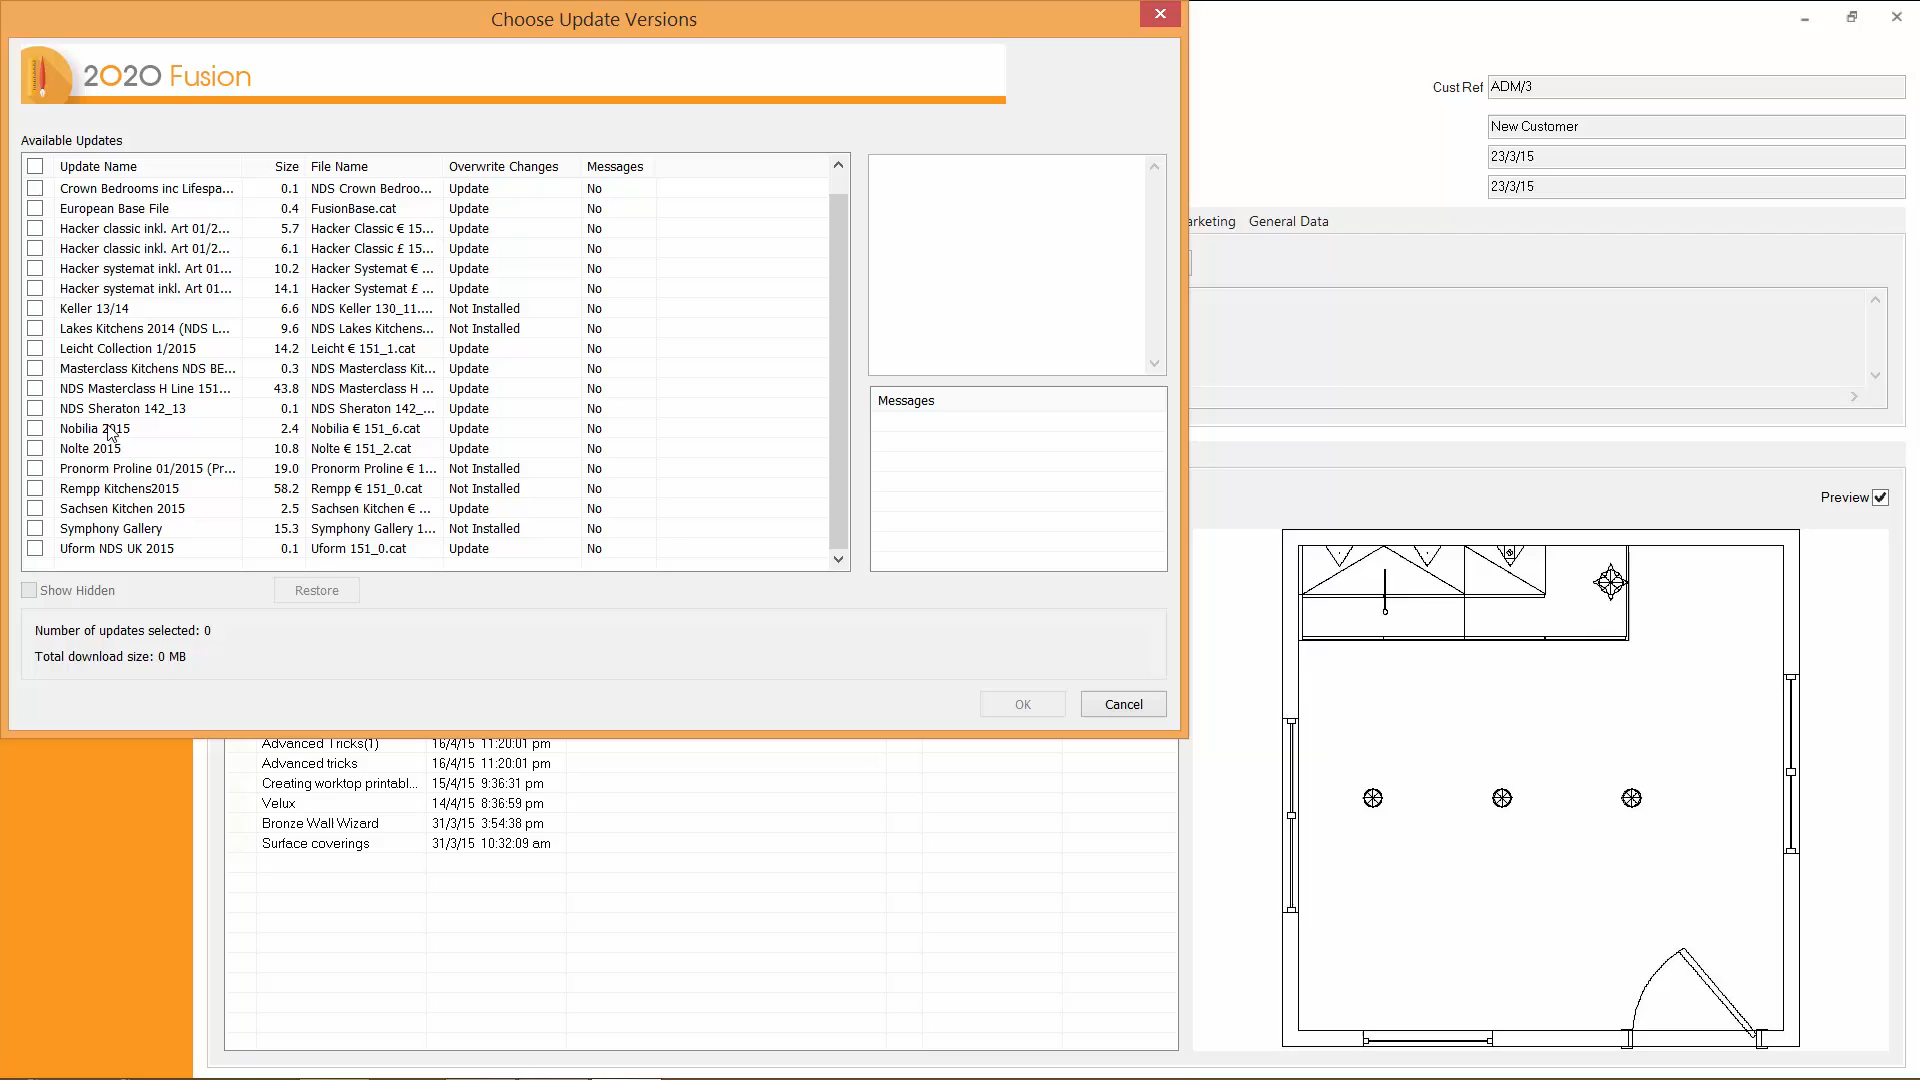 Choose Update Versions
2020 Fusion
Available Updates
Update Name Size File Name Overwrite Changes Messages
Crown Bedrooms inc Lifespa... 0.1 NDS Crown Bedroo... Update No
European Base File 0.4 FusionBase.cat Update No
Hacker classic inkl. Art 01/2... 5.7 Hacker Classic € 15... Update No
Hacker classic inkl. Art 01/2... 6.1 Hacker Classic £ 15... Update No
Hacker systemat inkl. Art 01... 10.2 Hacker Systemat € ... Update No
Hacker systemat inkl. Art 01... 14.1 Hacker Systemat £ ... Update No
Keller 13/14 6.6 NDS Keller 130_11.... Not Installed No
Lakes Kitchens 2014 (NDS L... 9.6 NDS Lakes Kitchens... Not Installed No
Leicht Collection 1/2015 14.2 Leicht € 151_1.cat Update No
Masterclass Kitchens NDS BE... 0.3 NDS Masterclass Kit... Update No
NDS Masterclass H Line 151... 43.8 NDS Masterclass H ... Update No
NDS Sheraton 142_13 0.1 NDS Sheraton 142_... Update No
Nobilia 2015 2.4 Nobilia € 151_6.cat Update No
Nolte 2015 10.8 Nolte € 151_2.cat Update No
Pronorm Proline 01/2015 (Pr... 19.0 Pronorm Proline € 1... Not Installed No
Rempp Kitchens2015 58.2 Rempp € 151_0.cat Not Installed No
Sachsen Kitchen 2015 2.5 Sachsen Kitchen € ... Update No
Symphony Gallery 15.3 Symphony Gallery 1... Not Installed No
Uform NDS UK 2015 0.1 Uform 151_0.cat Update No
Messages
Show Hidden Restore
Number of updates selected: 0
Total download size: 0 MB
OK Cancel
Cust Ref ADM/3
New Customer
23/3/15
23/3/15
arketing General Data
Preview
Advanced Tricks(1) 16/4/15 11:20:01 pm
Advanced tricks 16/4/15 11:20:01 pm
Creating worktop printabl... 15/4/15 9:36:31 pm
Velux 14/4/15 8:36:59 pm
Bronze Wall Wizard 31/3/15 3:54:38 pm
Surface coverings 31/3/15 10:32:09 am